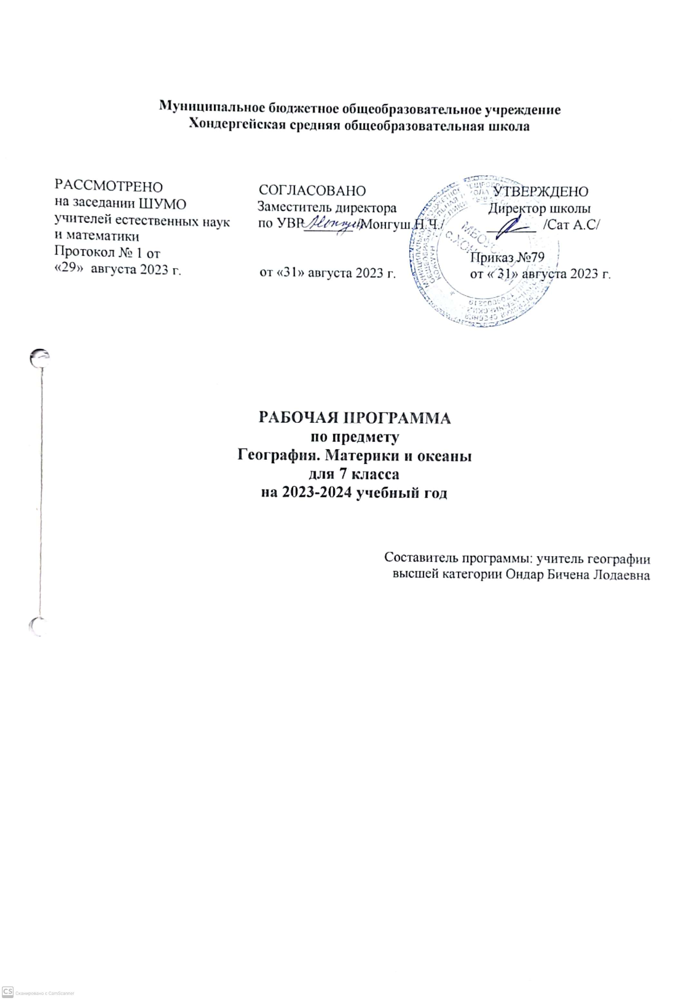 Муниципальное бюджетное общеобразовательное учреждение
Хондергейская средняя общеобразовательная школа
РАССМОТРЕНО
на заседании ШУМО
учителей естественных наук
и математики
Протокол № 1 от
«29» августа 2023 г.
СОГЛАСОВАНО
Заместитель директора
по УВР /Монгуш Н.Ч./
от «31» августа 2023 г.
УТВЕРЖДЕНО
Директор школы
/Сат А.С/
Приказ №79
от « 31» августа 2023 г.
РАБОЧАЯ ПРОГРАММА
по предмету
География. Материки и океаны
для 7 класса
на 2023-2024 учебный год
Составитель программы: учитель географии
высшей категории Ондар Бичена Лодаевна
CS Сканировано с CamScanner